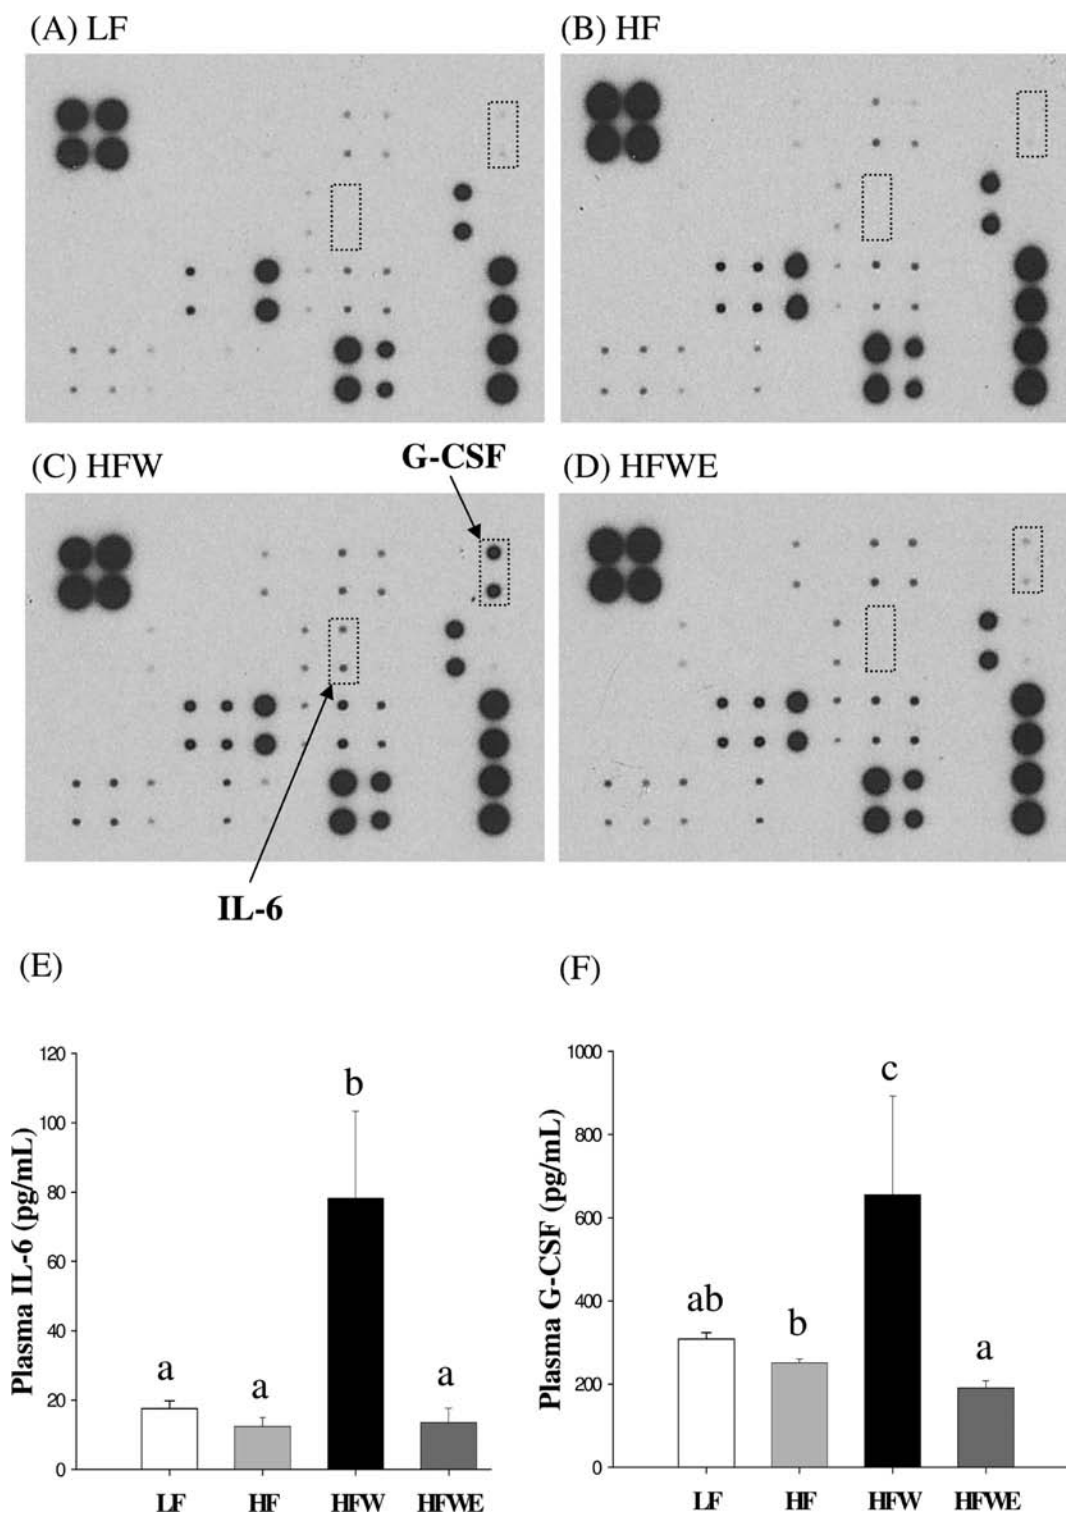 (A) LF
(B) HF
(C) HFW
G-CSF
(D) HFWE
IL-6
(E)
Plasma IL-6 (pg/mL)
120
100
80
60
40
20
0
a
a
b
a
LF HF HFW HFWE
(F)
Plasma G-CSF (pg/mL)
1000
800
600
400
200
0
ab
b
c
a
LF HF HFW HFWE